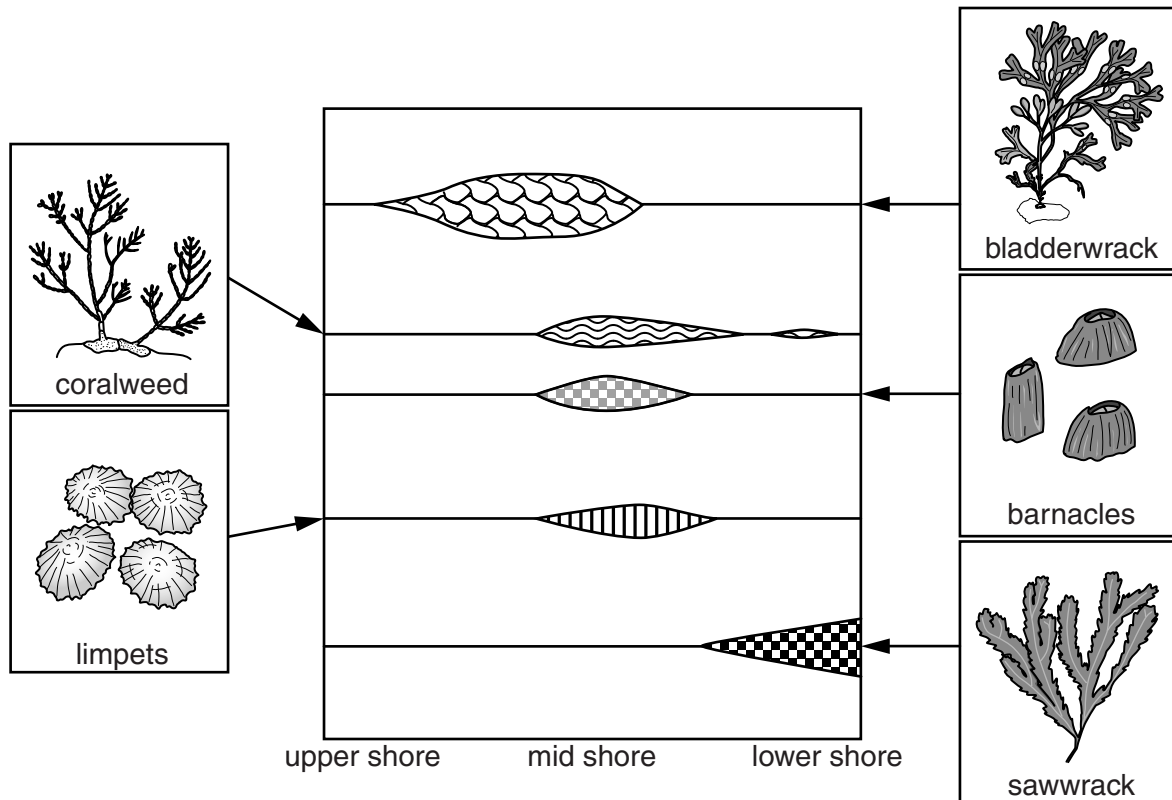 bladderwrack
coralweed
barnacles
limpets
upper shore mid shore lower shore
sawwrack